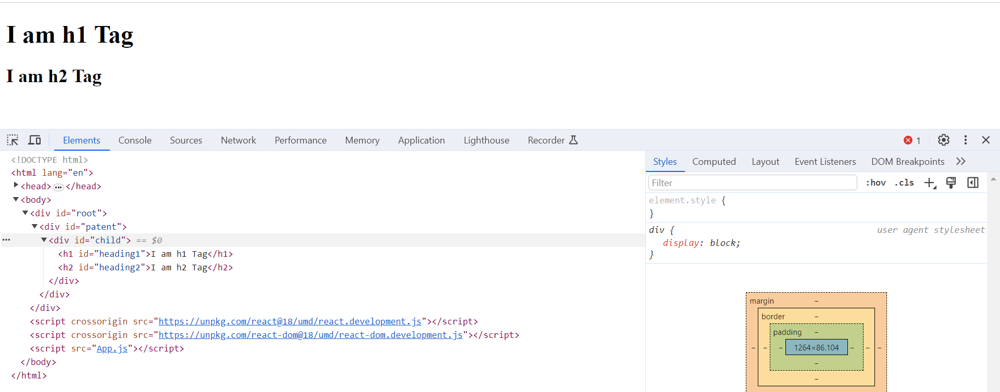 I am h1 Tag
I am h2 Tag
Elements Console Sources Network Performance Memory Application Lighthouse Recorder 1
<!DOCTYPE html>
<html lang="en">
<head>…</head>
<body>
<div id="root">
<div id="patent">
… <div id="child"> == $0
<h1 id="heading1">I am h1 Tag</h1>
<h2 id="heading2">I am h2 Tag</h2>
</div>
</div>
</div>
<script crossorigin src="https://unpkg.com/react@18/umd/react.development.js"></script>
<script crossorigin src="https://unpkg.com/react-dom@18/umd/react-dom.development.js"></script>
<script src="App.js"></script>
</body>
</html>
Styles Computed Layout Event Listeners DOM Breakpoints
Filter :hov .cls
element.style {
}
div { user agent stylesheet
display: block;
}
margin –
border –
padding –
– – – 1264×86.104 – – –
–
–